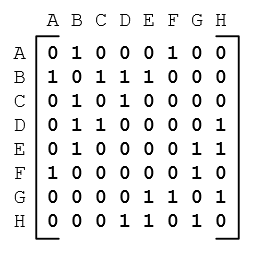 A B C D E F G H
A 0 1 0 0 0 1 0 0
B 1 0 1 1 1 0 0 0
C 0 1 0 1 0 0 0 0
D 0 1 1 0 0 0 0 1
E 0 1 0 0 0 0 1 1
F 1 0 0 0 0 0 1 0
G 0 0 0 0 1 1 0 1
H 0 0 0 1 1 0 1 0